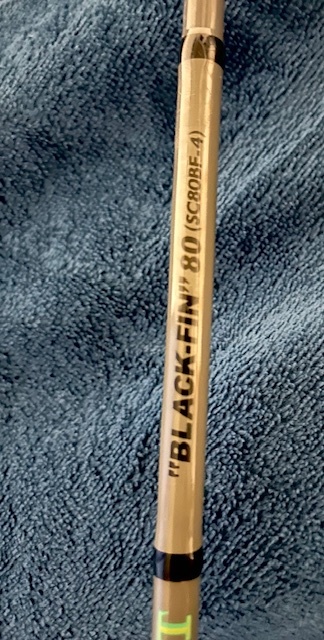 "BLACK-FIN" 80 (SC80BF-4)